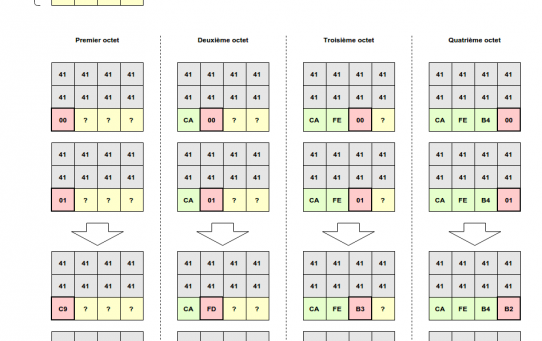 Premier octet Deuxième octet Troisième octet Quatrième octet
41 41 41 41 41 41 41 41 41 41 41 41 41 41 41 41
41 41 41 41 41 41 41 41 41 41 41 41 41 41 41 41
00 ? ? ? CA 00 ? ? CA FE 00 ? CA FE B4 00
41 41 41 41 41 41 41 41 41 41 41 41 41 41 41 41
41 41 41 41 41 41 41 41 41 41 41 41 41 41 41 41
01 ? ? ? CA 01 ? ? CA FE 01 ? CA FE B4 01
41 41 41 41 41 41 41 41 41 41 41 41 41 41 41 41
41 41 41 41 41 41 41 41 41 41 41 41 41 41 41 41
C9 ? ? ? CA FD ? ? CA FE B3 ? CA FE B4 B2